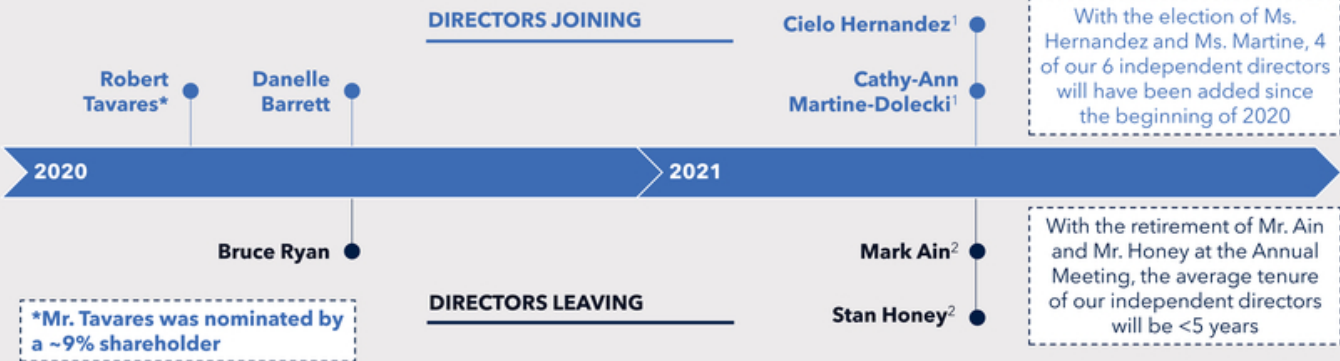 DIRECTORS JOINING
Cielo Hernandez¹
Robert
Tavares*
Danelle
Barrett
Cathy-Ann
Martine-Dolecki¹
With the election of Ms.
Hernandez and Ms. Martine, 4
of our 6 independent directors
will have been added since
the beginning of 2020
2020
2021
Bruce Ryan
Mark Ain²
Stan Honey²
DIRECTORS LEAVING
With the retirement of Mr. Ain
and Mr. Honey at the Annual
Meeting, the average tenure
of our independent directors
will be <5 years
*Mr. Tavares was nominated by
a ~9% shareholder